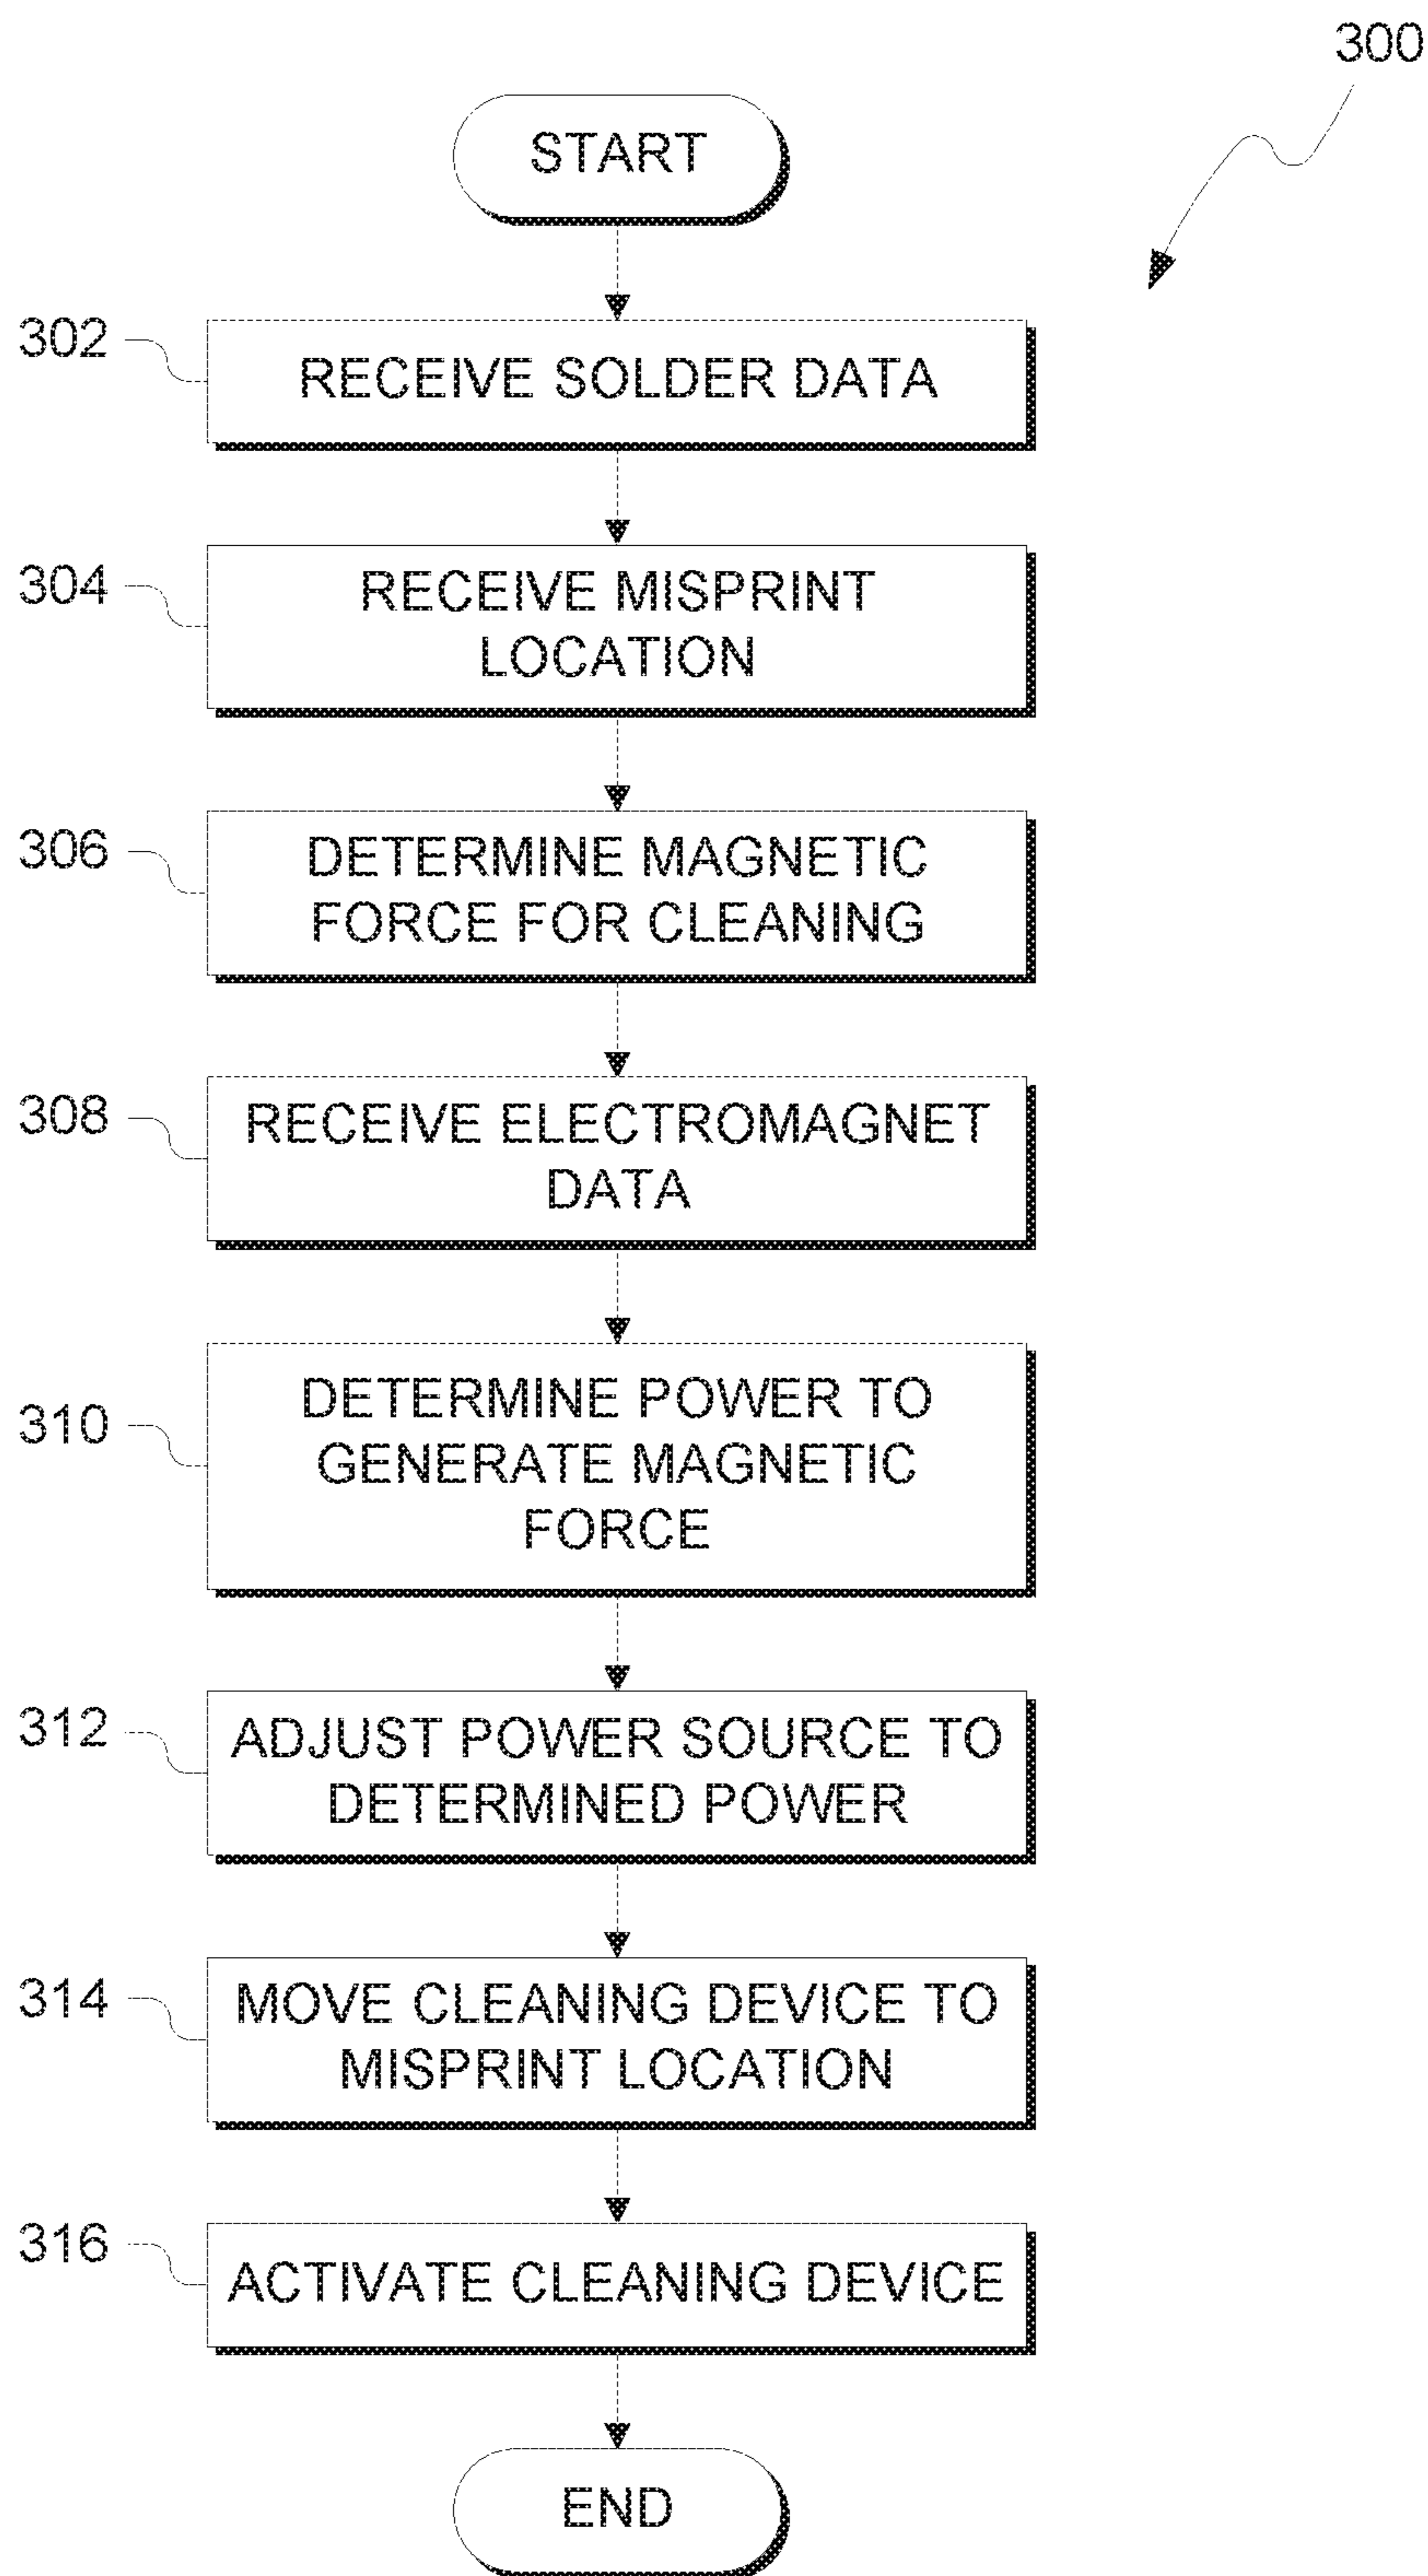 300
START
302
RECEIVE SOLDER DATA
304
RECEIVE MISPRINT
LOCATION
306
DETERMINE MAGNETIC
FORCE FOR CLEANING
308
RECEIVE ELECTROMAGNET
DATA
310
DETERMINE POWER TO
GENERATE MAGNETIC
FORCE
312
ADJUST POWER SOURCE TO
DETERMINED POWER
314
MOVE CLEANING DEVICE TO
MISPRINT LOCATION
316
ACTIVATE CLEANING DEVICE
END